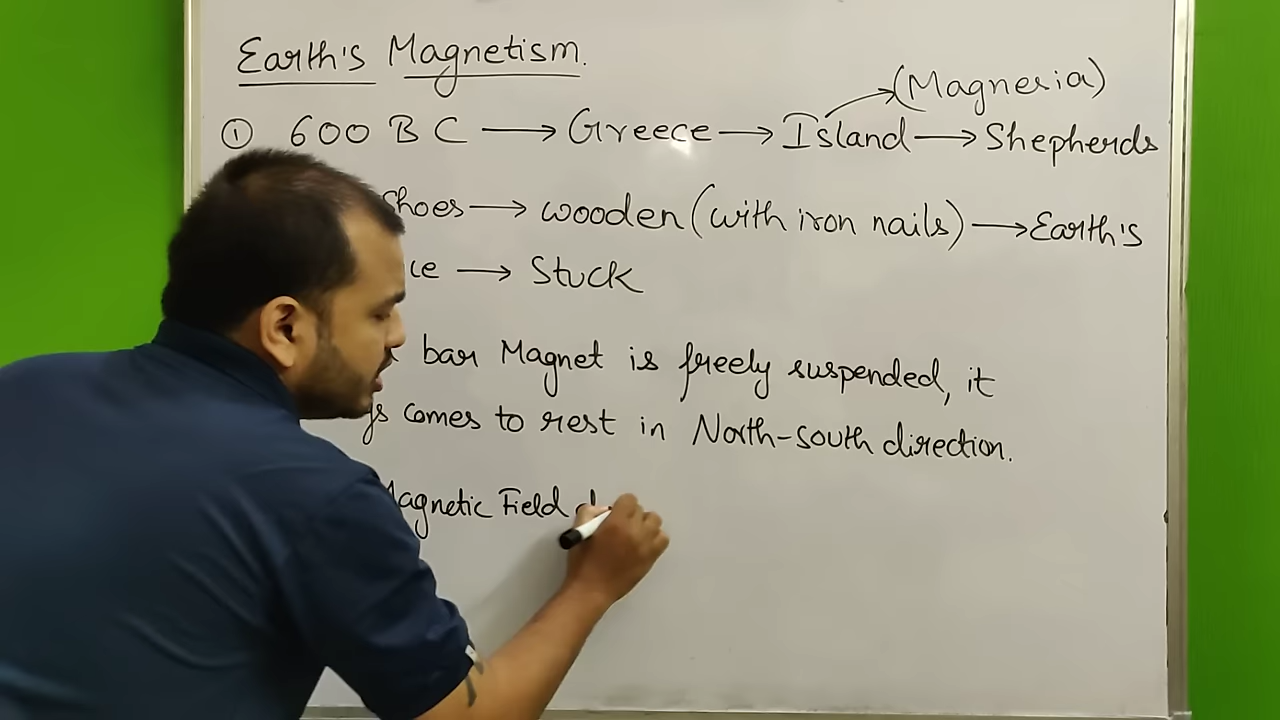 Earth's Magnetism.
(Magnesia)
① 600 BC → Greece → Island → Shepherds
Shoes → wooden (with iron nails) → Earth's
→ Stuck
bar Magnet is freely suspended, it
comes to rest in North-south direction.
Magnetic Field